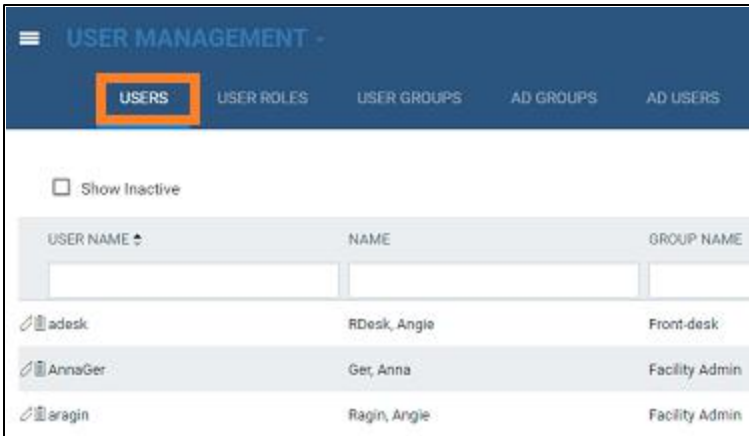 USER MANAGEMENT -
USERS USER ROLES USER GROUPS AD GROUPS AD USERS
Show Inactive
USER NAME NAME GROUP NAME
adesk RDesk, Angie Front-desk
AnnaGer Ger, Anna Facility Admin
aragin Ragin, Angie Facility Admin